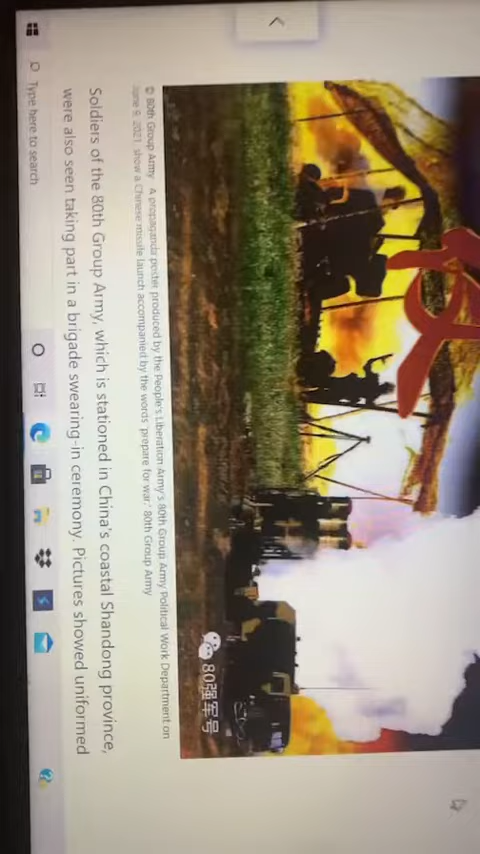 80强军号
© 80th Group Army A propaganda poster produced by the People's Liberation Army's 80th Group Army Political Work Department on
June 9, 2021, show a Chinese missile launch accompanied by the words 'prepare for war.' 80th Group Army
Soldiers of the 80th Group Army, which is stationed in China's coastal Shandong province,
were also seen taking part in a brigade swearing-in ceremony. Pictures showed uniformed
Type here to search